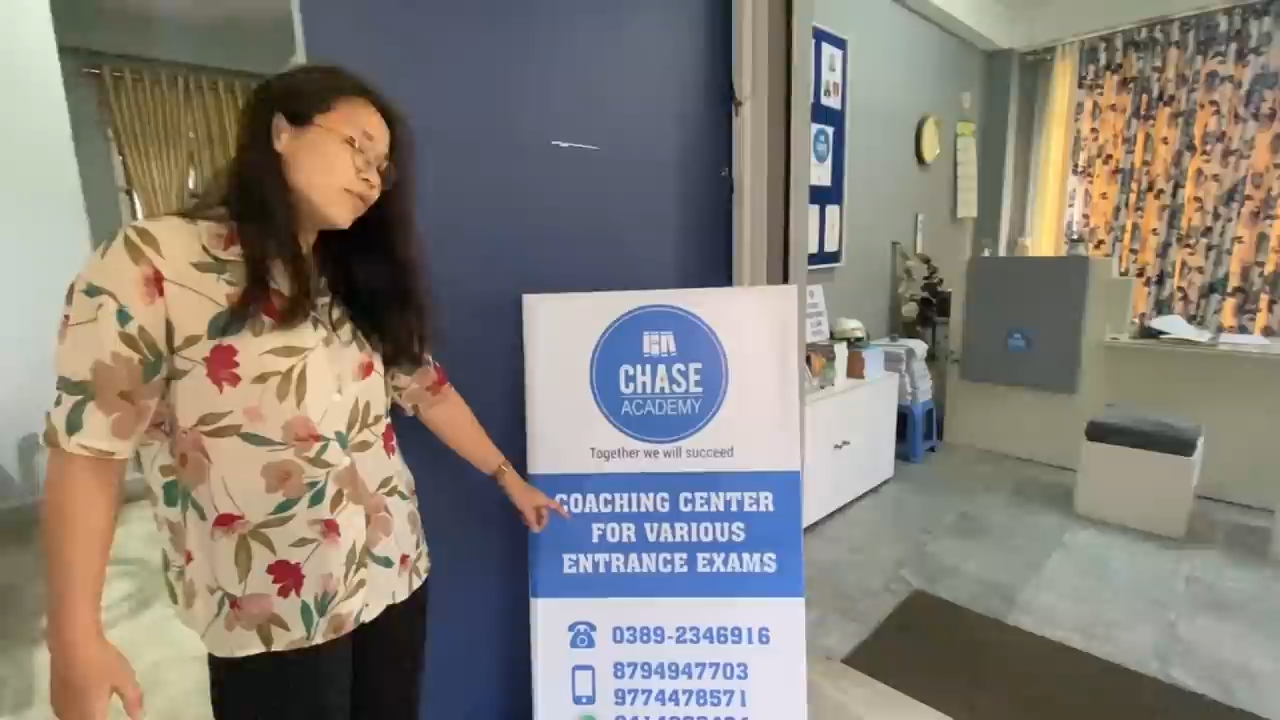 CHASE
ACADEMY
Together we will succeed
COACHING CENTER
FOR VARIOUS
ENTRANCE EXAMS
0389-2346916
8794947703
9774478571